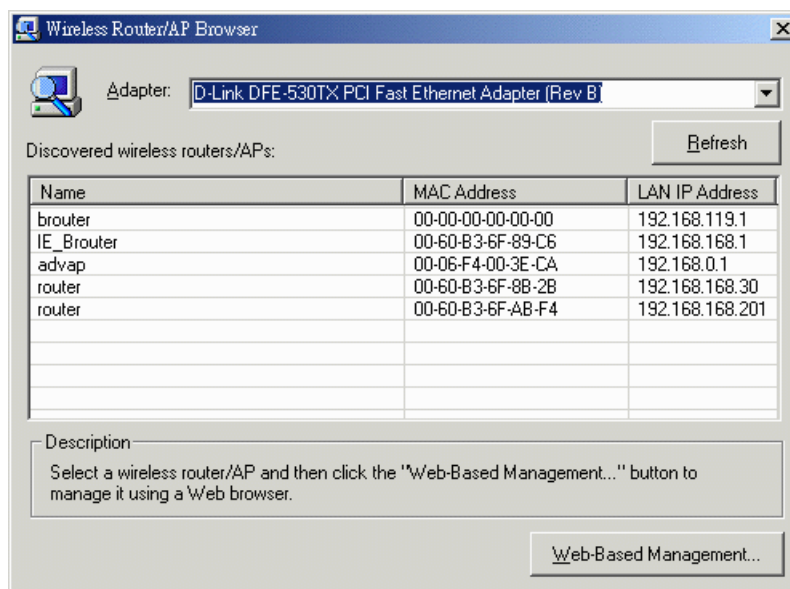 Wireless Router/AP Browser
Adapter: D-Link DFE-530TX PCI Fast Ethernet Adapter (Rev B)
Refresh
Discovered wireless routers/APs:
Name MAC Address LAN IP Address
brouter 00-00-00-00-00-00 192.168.119.1
IE_Brouter 00-60-B3-6F-89-C6 192.168.168.1
advap 00-06-F4-00-3E-CA 192.168.0.1
router 00-60-B3-6F-8B-2B 192.168.168.30
router 00-60-B3-6F-AB-F4 192.168.168.201
Description
Select a wireless router/AP and then click the "Web-Based Management..." button to
manage it using a Web browser.
Web-Based Management...